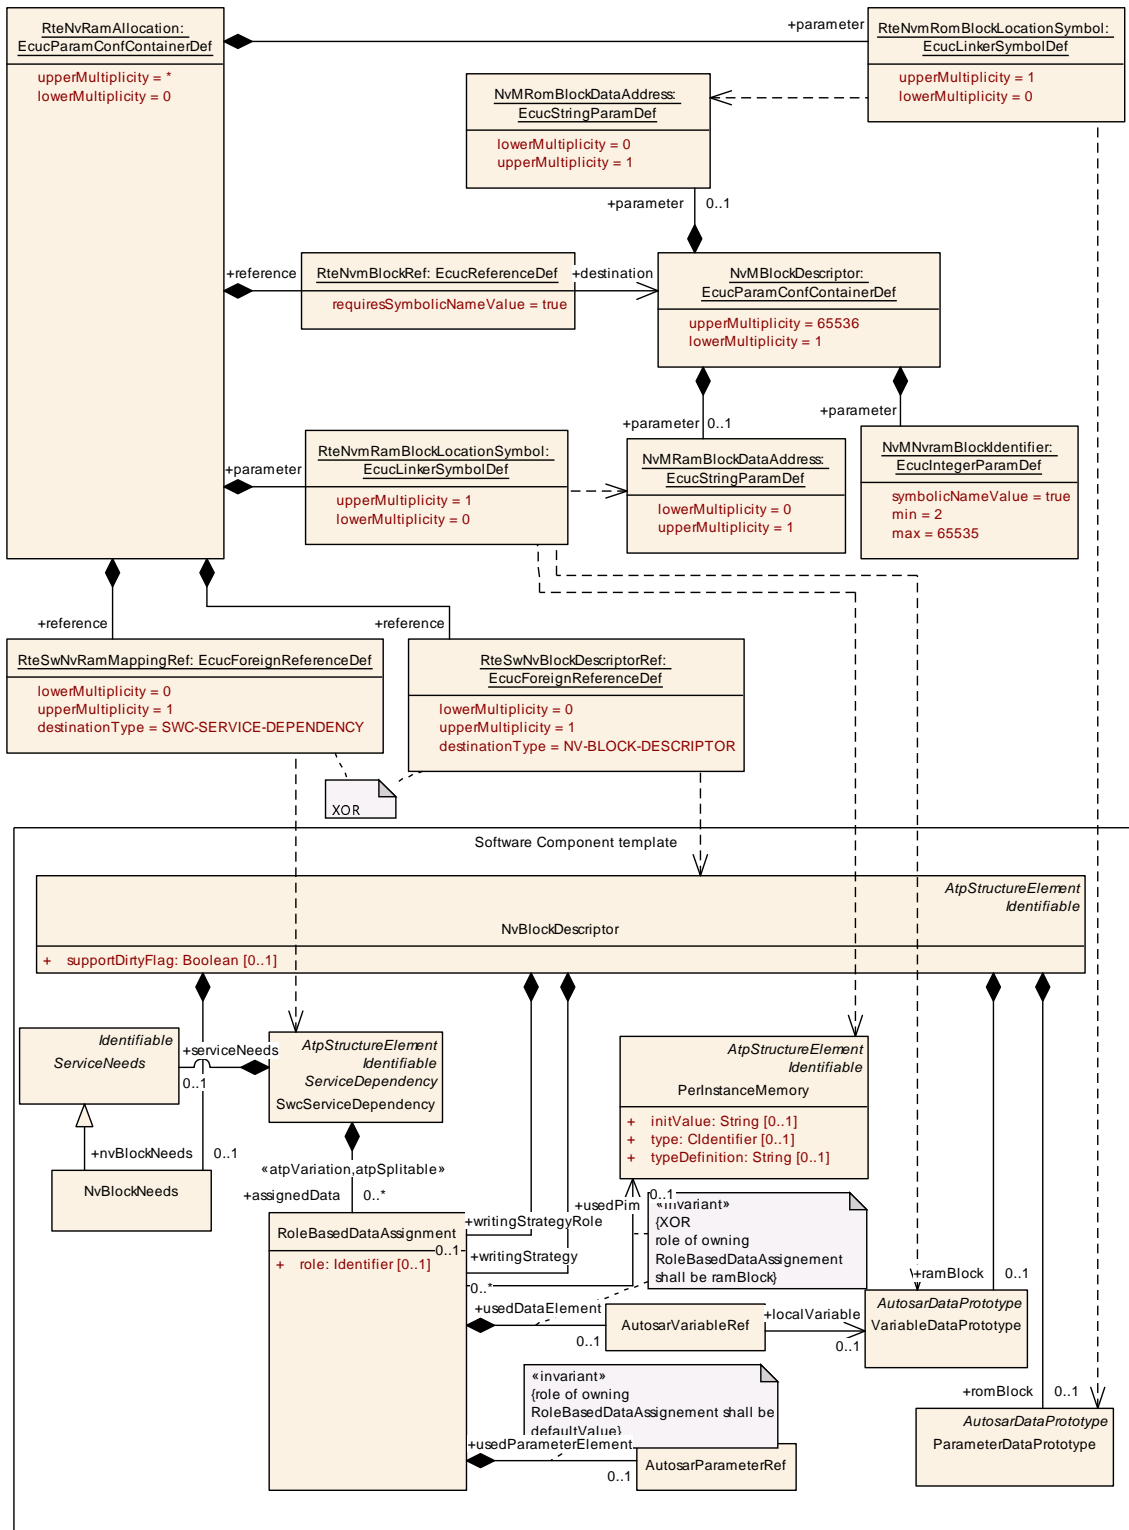 RteNvRamAllocation:
EcucParamConfContainerDef
upperMultiplicity = *
lowerMultiplicity = 0
+parameter
RteNvmRomBlockLocationSymbol:
EcucLinkerSymbolDef
upperMultiplicity = 1
lowerMultiplicity = 0
NvMRomBlockDataAddress:
EcucStringParamDef
lowerMultiplicity = 0
upperMultiplicity = 1
+parameter
0..1
+reference
RteNvmBlockRef: EcucReferenceDef
requiresSymbolicNameValue = true
+destination
NvMBlockDescriptor:
EcucParamConfContainerDef
upperMultiplicity = 65536
lowerMultiplicity = 1
+parameter
0..1
+parameter
+parameter
RteNvmRamBlockLocationSymbol:
EcucLinkerSymbolDef
upperMultiplicity = 1
lowerMultiplicity = 0
NvMRamBlockDataAddress:
EcucStringParamDef
lowerMultiplicity = 0
upperMultiplicity = 1
NvMNvramBlockIdentifier:
EcucIntegerParamDef
symbolicNameValue = true
min = 2
max = 65535
+reference
+reference
RteSwNvRamMappingRef: EcucForeignReferenceDef
lowerMultiplicity = 0
upperMultiplicity = 1
destinationType = SWC-SERVICE-DEPENDENCY
RteSwNvBlockDescriptorRef:
EcucForeignReferenceDef
lowerMultiplicity = 0
upperMultiplicity = 1
destinationType = NV-BLOCK-DESCRIPTOR
XOR
Software Component template
AtpStructureElement
Identifiable
NvBlockDescriptor
+ supportDirtyFlag: Boolean [0..1]
Identifiable
ServiceNeeds
+serviceNeeds
0..1
AtpStructureElement
Identifiable
ServiceDependency
SwcServiceDependency
AtpStructureElement
Identifiable
PerInstanceMemory
+ initValue: String [0..1]
+ type: CIdentifier [0..1]
+ typeDefinition: String [0..1]
+nvBlockNeeds
0..1
NvBlockNeeds
«atpVariation,atpSplitable»
+assignedData
0..*
RoleBasedDataAssignment
+ role: Identifier [0..1]
+writingStrategyRole
0..1
+writingStrategy
0..*
+usedPim
0..1
«invariant»
{XOR
role of owning
RoleBasedDataAssignement
shall be ramBlock}
+usedDataElement
0..1
AutosarVariableRef
+localVariable
0..1
+ramBlock
0..1
AutosarDataPrototype
VariableDataPrototype
«invariant»
{role of owning
RoleBasedDataAssignement shall be
defaultValue}
+usedParameterElement
0..1
AutosarParameterRef
+romBlock
0..1
AutosarDataPrototype
ParameterDataPrototype